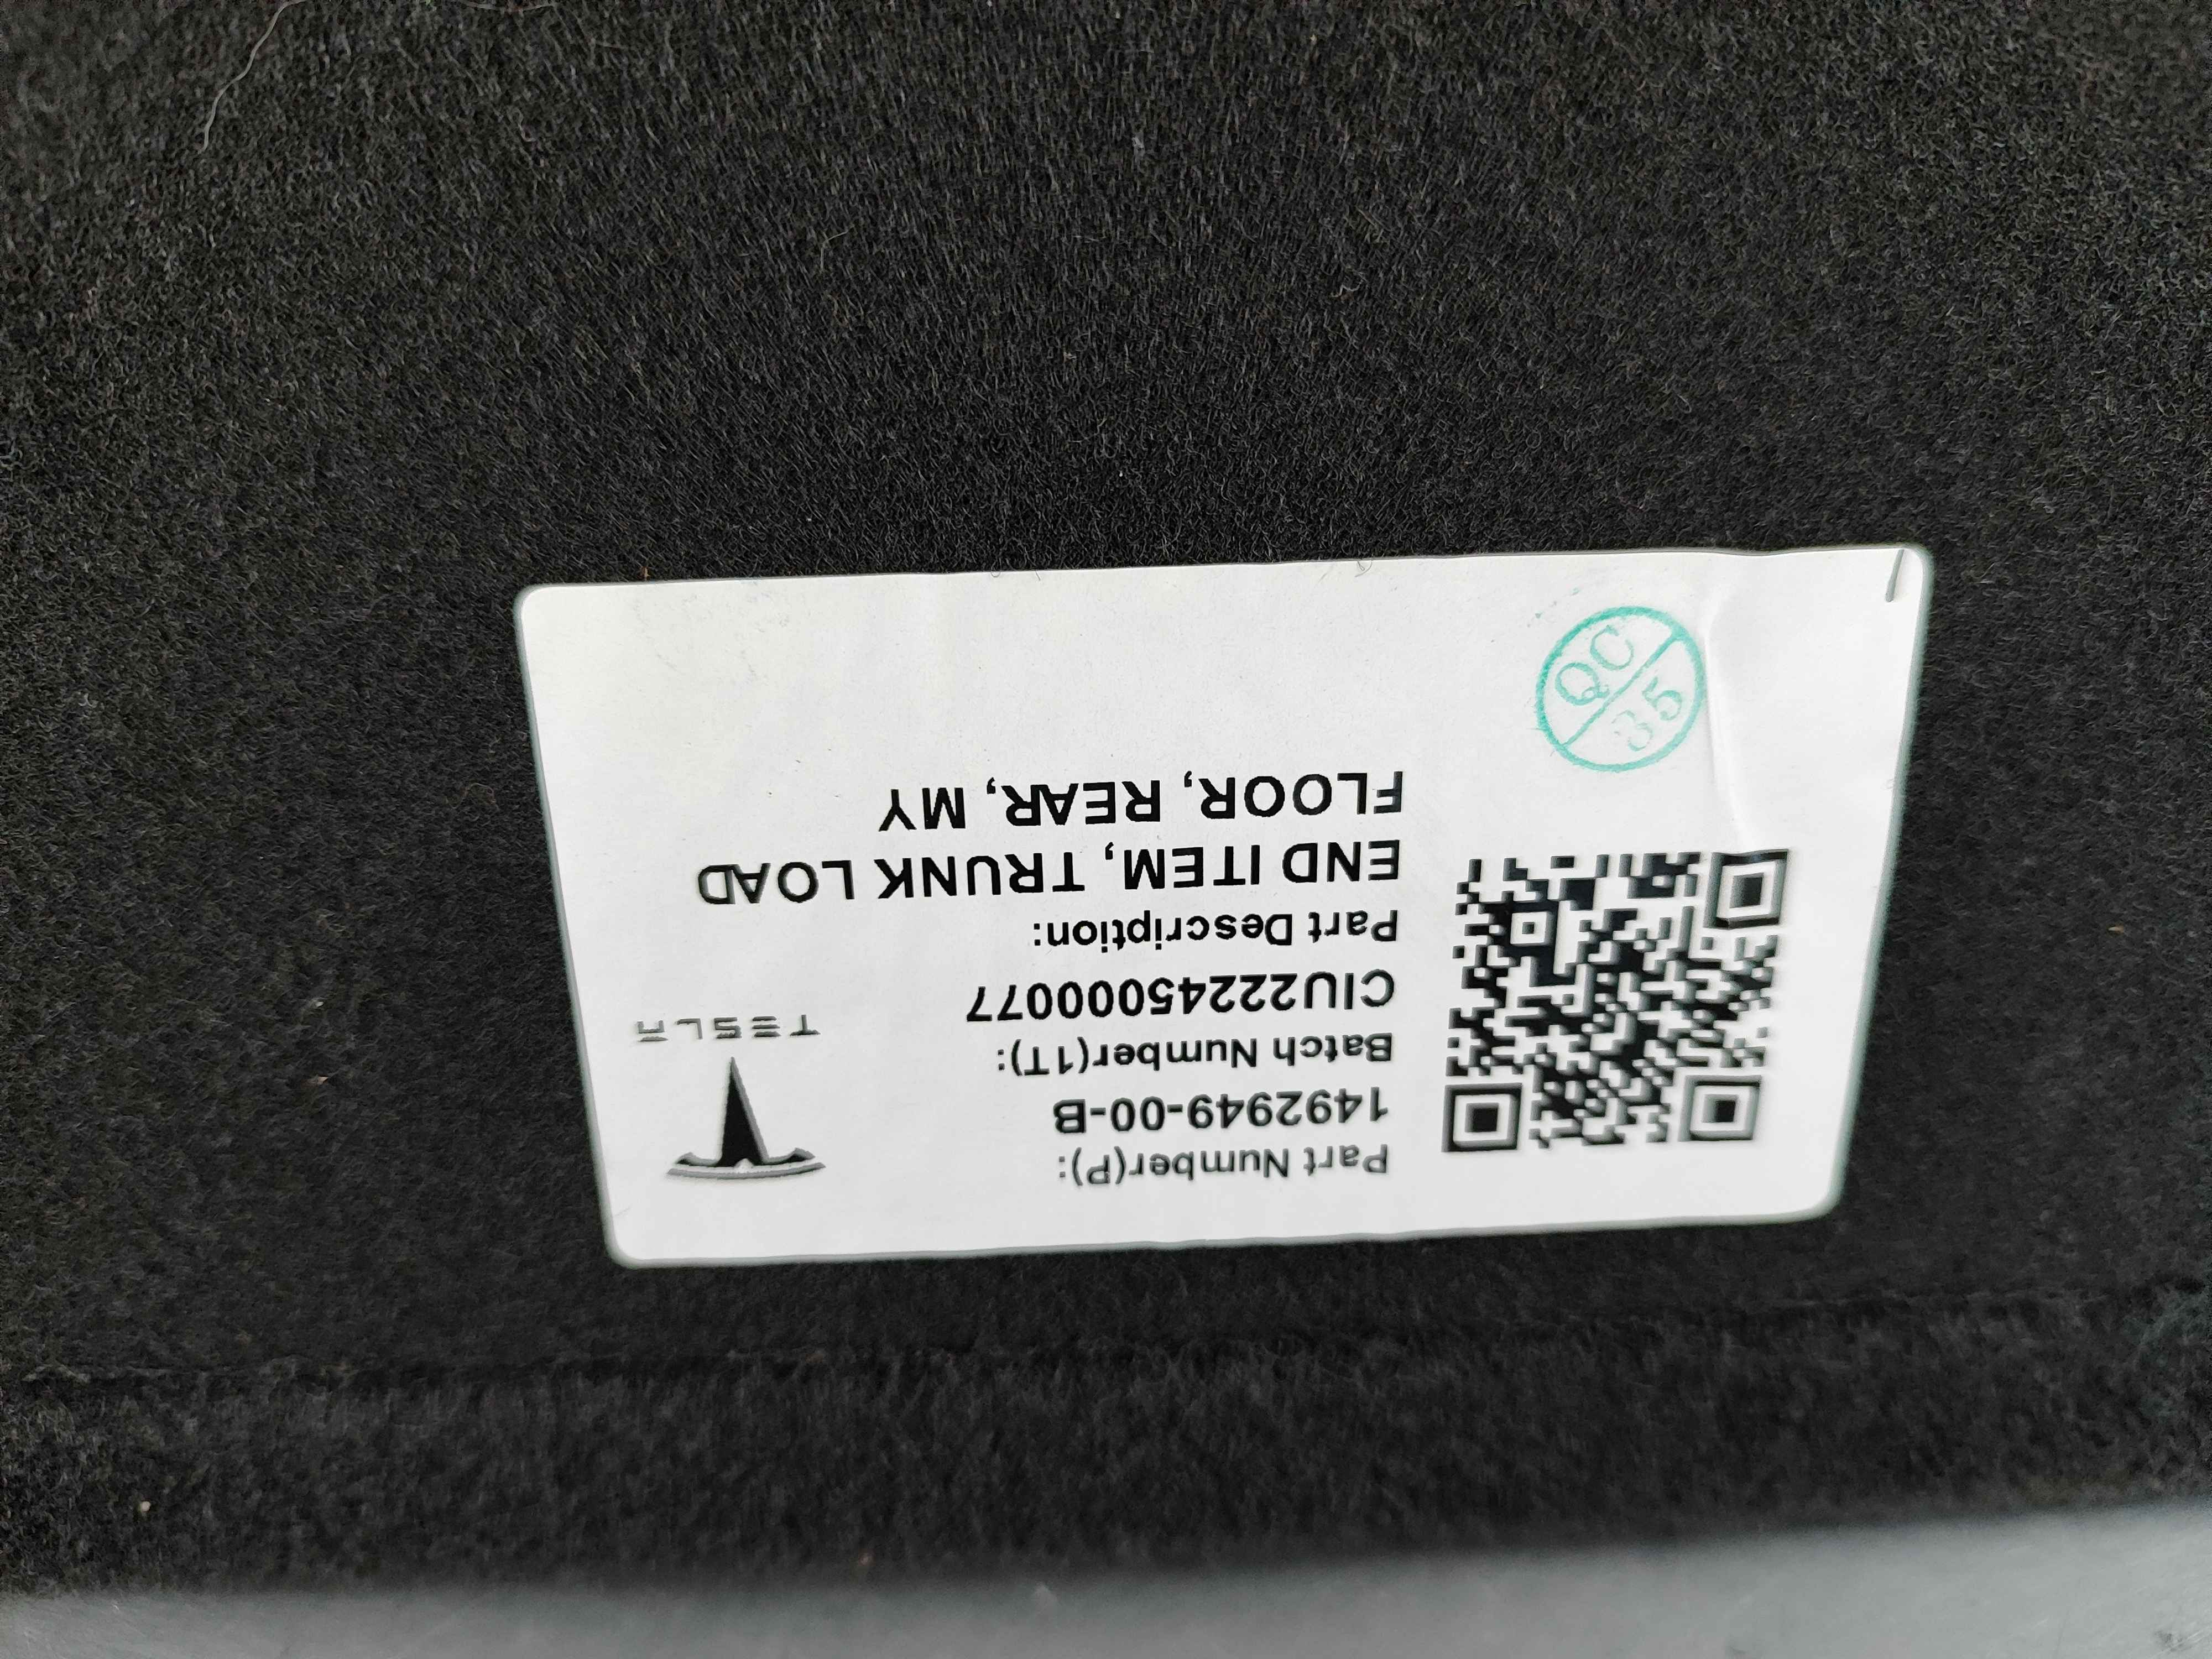 Part Number(P):
1492949-00-B
Batch Number(1T):
CIU22245000077
Part Description:
END ITEM, TRUNK LOAD
FLOOR, REAR, MY
TESLA
QC
35